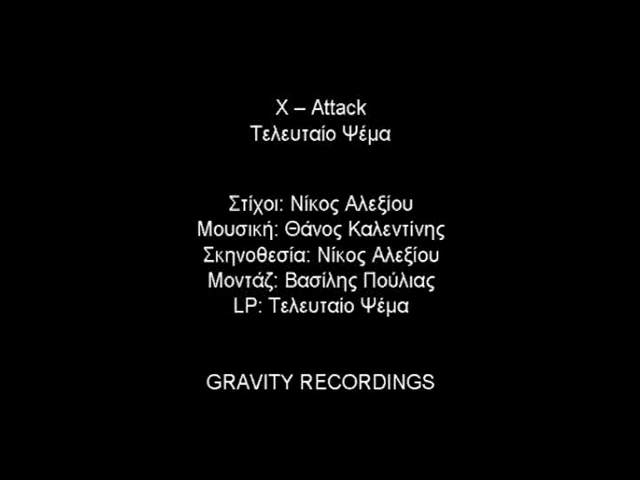 X – Attack
Τελευταίο Ψέμα
Στίχοι: Νίκος Αλεξίου
Μουσική: Θάνος Καλεντίνης
Σκηνοθεσία: Νίκος Αλεξίου
Μοντάζ: Βασίλης Πούλιας
LP: Τελευταίο Ψέμα
GRAVITY RECORDINGS